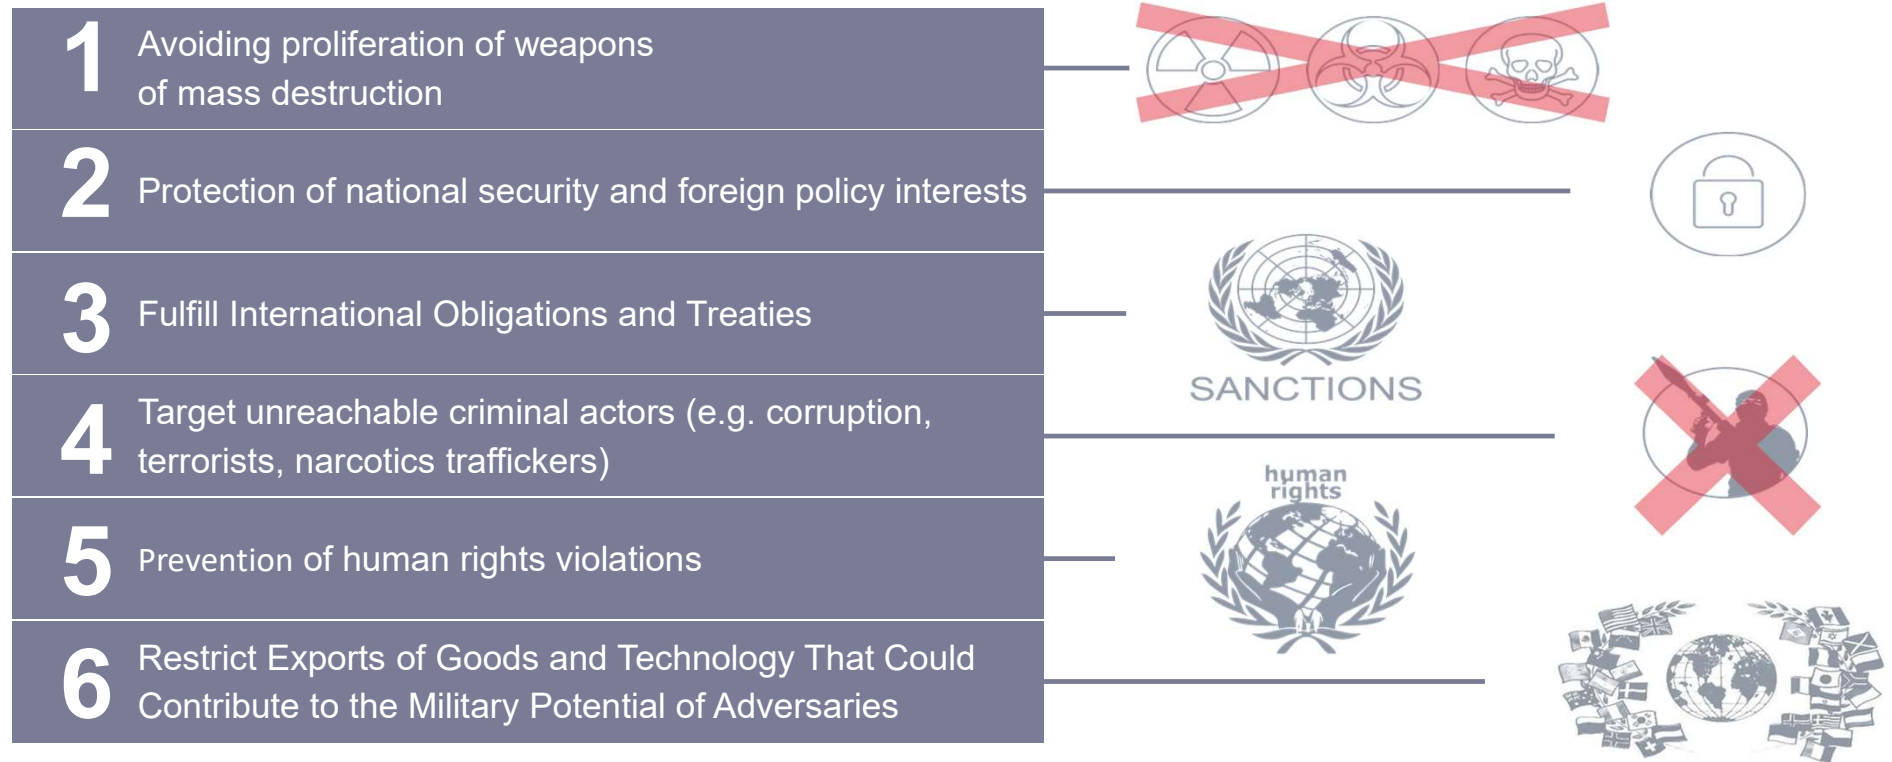 1
Avoiding proliferation of weapons
of mass destruction
2
Protection of national security and foreign policy interests
3
Fulfill International Obligations and Treaties
SANCTIONS
4
Target unreachable criminal actors (e.g. corruption,
terrorists, narcotics traffickers)
5
Prevention of human rights violations
human
rights
6
Restrict Exports of Goods and Technology That Could
Contribute to the Military Potential of Adversaries